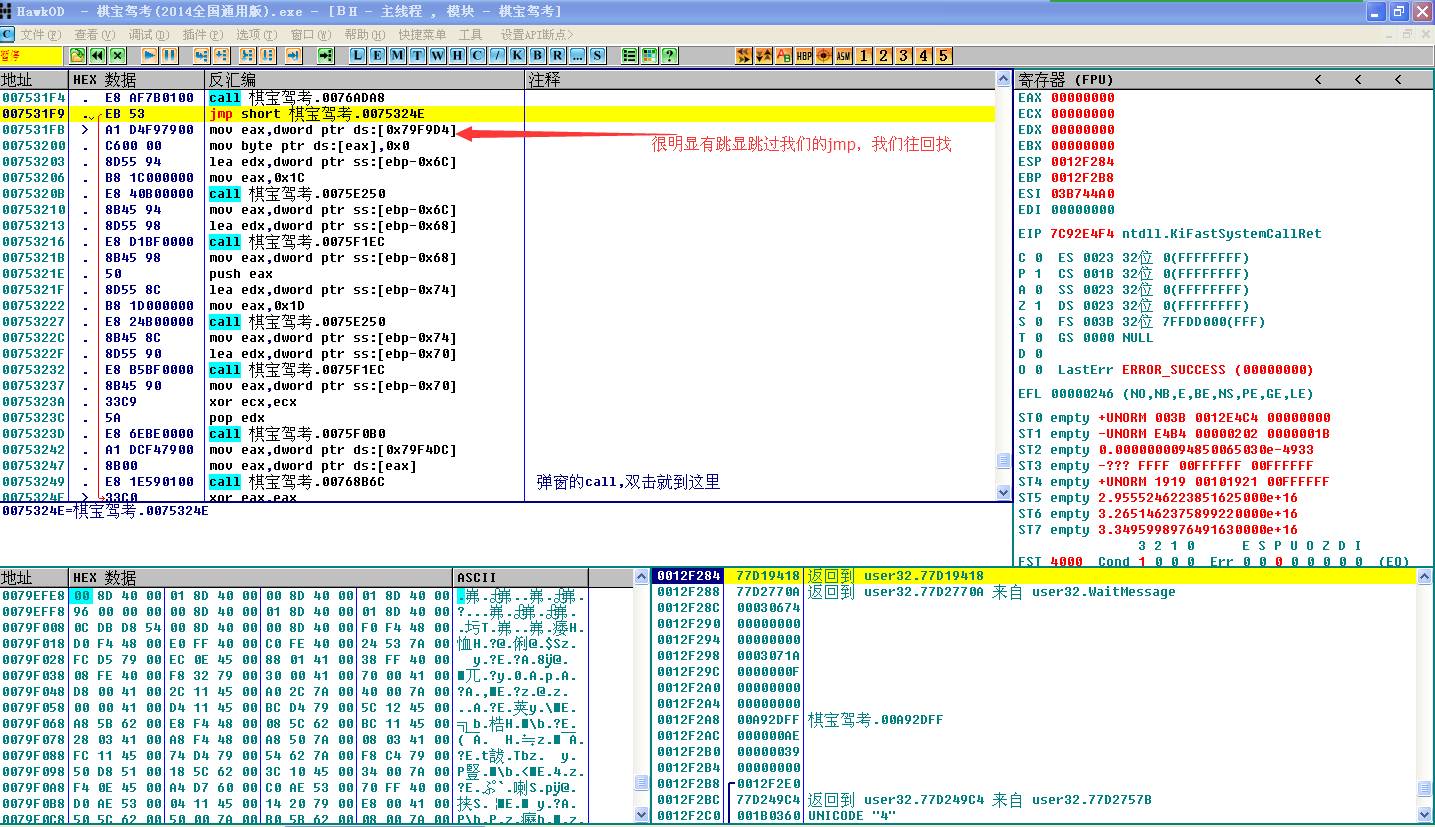 HawkOD - 棋宝驾考(2014全国通用版).exe - [BH - 主线程 , 模块 - 棋宝驾考]
C 文件(F) 查看(V) 调试(D) 插件(P) 选项(T) 窗口(W) 帮助(H) 快捷菜单 工具 设置API断点>
暂停 L E M T W H C / K B R ... S ? HBP ASM 1 2 3 4 5
地址 HEX 数据 反汇编 注释
007531F4 . E8 AF7B0100 call 棋宝驾考.0076ADA8
007531F9 . EB 53 jmp short 棋宝驾考.0075324E
007531FB > A1 D4F97900 mov eax,dword ptr ds:[0x79F9D4]
很明显有跳显跳过我们的jmp，我们往回找
00753200 . C600 00 mov byte ptr ds:[eax],0x0
00753203 . 8D55 94 lea edx,dword ptr ss:[ebp-0x6C]
00753206 . B8 1C000000 mov eax,0x1C
0075320B . E8 40B00000 call 棋宝驾考.0075E250
00753210 . 8B45 94 mov eax,dword ptr ss:[ebp-0x6C]
00753213 . 8D55 98 lea edx,dword ptr ss:[ebp-0x68]
00753216 . E8 D1BF0000 call 棋宝驾考.0075F1EC
0075321B . 8B45 98 mov eax,dword ptr ss:[ebp-0x68]
0075321E . 50 push eax
0075321F . 8D55 8C lea edx,dword ptr ss:[ebp-0x74]
00753222 . B8 1D000000 mov eax,0x1D
00753227 . E8 24B00000 call 棋宝驾考.0075E250
0075322C . 8B45 8C mov eax,dword ptr ss:[ebp-0x74]
0075322F . 8D55 90 lea edx,dword ptr ss:[ebp-0x70]
00753232 . E8 B5BF0000 call 棋宝驾考.0075F1EC
00753237 . 8B45 90 mov eax,dword ptr ss:[ebp-0x70]
0075323A . 33C9 xor ecx,ecx
0075323C . 5A pop edx
0075323D . E8 6EBE0000 call 棋宝驾考.0075F0B0
00753242 . A1 DCF47900 mov eax,dword ptr ds:[0x79F4DC]
00753247 . 8B00 mov eax,dword ptr ds:[eax]
00753249 . E8 1E590100 call 棋宝驾考.00768B6C 弹窗的call,双击就到这里
0075324E > 33C0 xor eax,eax
0075324E=棋宝驾考.0075324E
寄存器 (FPU) < < <
EAX 00000000
ECX 00000000
EDX 00000000
EBX 00000000
ESP 0012F284
EBP 0012F2B8
ESI 03B744A0
EDI 00000000
EIP 7C92E4F4 ntdll.KiFastSystemCallRet
C 0 ES 0023 32位 0(FFFFFFFF)
P 1 CS 001B 32位 0(FFFFFFFF)
A 0 SS 0023 32位 0(FFFFFFFF)
Z 1 DS 0023 32位 0(FFFFFFFF)
S 0 FS 003B 32位 7FFDD000(FFF)
T 0 GS 0000 NULL
D 0
O 0 LastErr ERROR_SUCCESS (00000000)
EFL 00000246 (NO,NB,E,BE,NS,PE,GE,LE)
ST0 empty +UNORM 003B 0012E4C4 00000000
ST1 empty -UNORM E4B4 00000202 0000001B
ST2 empty 0.0000000094850065030e-4933
ST3 empty -??? FFFF 00FFFFFF 00FFFFFF
ST4 empty +UNORM 1919 00101921 00FFFFFF
ST5 empty 2.9555246223851625000e+16
ST6 empty 3.2651462375899220000e+16
ST7 empty 3.3495998976491630000e+16
3 2 1 0 E S P U O Z D I
FST 4000 Cond 1 0 0 0 Err 0 0 0 0 0 0 0 0 (EQ)
地址 HEX 数据 ASCII
0079EFE8 00 8D 40 00 01 8D 40 00 00 8D 40 00 01 8D 40 00
0079EFF8 96 00 00 00 00 8D 40 00 01 8D 40 00 01 8D 40 00
0079F008 0C DB D8 54 00 8D 40 00 00 8D 40 00 F0 F4 48 00
0079F018 D0 F4 48 00 E0 FF 40 00 C0 FE 40 00 24 53 7A 00
0079F028 FC D5 79 00 EC 0E 45 00 88 01 41 00 38 FF 40 00
0079F038 08 FE 40 00 F8 32 79 00 30 00 41 00 70 00 41 00
0079F048 D8 00 41 00 2C 11 45 00 A0 2C 7A 00 40 00 7A 00
0079F058 00 00 41 00 D4 11 45 00 BC D4 79 00 5C 12 45 00
0079F068 A5 5B 62 00 E8 F4 48 00 08 5C 62 00 BC 11 45 00
0079F078 28 03 41 00 A8 F4 48 00 A8 50 7A 00 08 03 41 00
0079F088 FC 11 45 00 74 D4 79 00 54 62 7A 00 F8 C4 79 00
0079F098 50 D8 51 00 18 5C 62 00 3C 10 45 00 34 00 7A 00
0079F0A8 F4 0E 45 00 A4 D7 60 00 C0 AE 53 00 70 FF 40 00
0079F0B8 D0 AE 53 00 04 11 45 00 14 20 79 00 E8 00 41 00
0079F0C8 50 5C 62 00 50 00 7A 00 B0 5B 62 00 08 00 7A 00
0012F284 77D19418 返回到 user32.77D19418
0012F288 77D2770A 返回到 user32.77D2770A 来自 user32.WaitMessage
0012F28C 00030674
0012F290 00000000
0012F294 00000000
0012F298 0003071A
0012F29C 0000000F
0012F2A0 00000000
0012F2A4 00000000
0012F2A8 00A92DFF 棋宝驾考.00A92DFF
0012F2AC 000000AE
0012F2B0 00000039
0012F2B4 00000000
0012F2B8 0012F2E0
0012F2BC 77D249C4 返回到 user32.77D249C4 来自 user32.77D2757B
0012F2C0 001B0360 UNICODE "4"